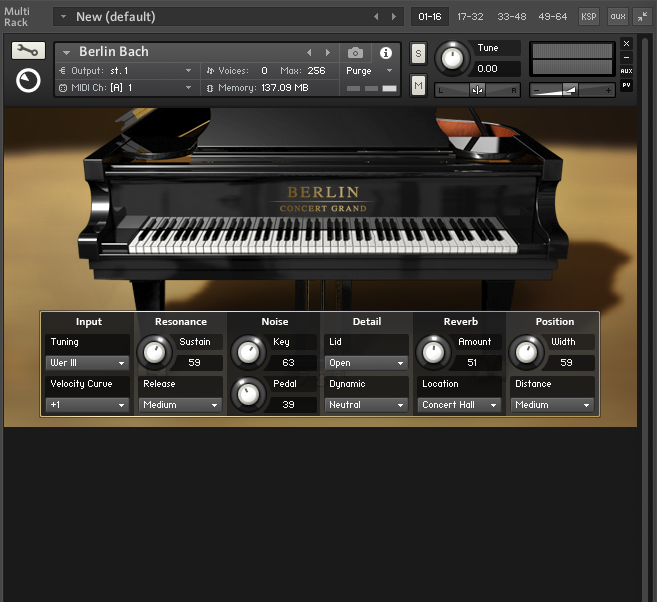 Multi
Rack
New (default)
01-16 17-32 33-48 49-64 KSP aux
Berlin Bach
Output: st. 1
Voices: 0 Max: 256
Purge
MIDI Ch: [A] 1
Memory: 137.09 MB
S
M
Tune
0.00
L R
- +
×
AUX
PV
BERLIN
CONCERT GRAND
Input Resonance Noise Detail Reverb Position
Tuning Sustain Key Lid Amount Width
Wer III 59 63 Open 51 59
Velocity Curve Release Pedal Dynamic Location Distance
+1 Medium 39 Neutral Concert Hall Medium